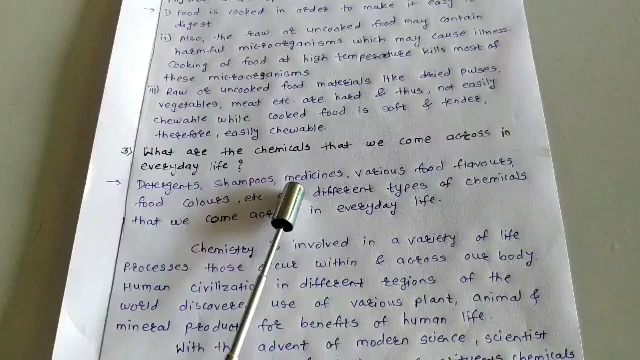 → i) Food is cooked in order to make it easy to
digest
ii) Also, the raw or uncooked food may contain
harmful microorganisms which may cause illness.
Cooking of food at high temperature kills most of
these microorganisms
iii) Raw or uncooked food materials like dried pulses,
vegetables, meat etc. are hard & thus, not easily
chewable while cooked food is soft & tender,
therefore, easily chewable.
3) What are the chemicals that we come across in
everyday life?
→ Detergents, shampoos, medicines, various food flavours,
food colours, etc. different types of chemicals
that we come in everyday life.
Chemistry is involved in a variety of life
Processes those occur within & across our body.
Human civilization in different regions of the
world discovered use of various plant, animal &
mineral product for benefits of human life.
With the advent of modern science, scientist
chemicals